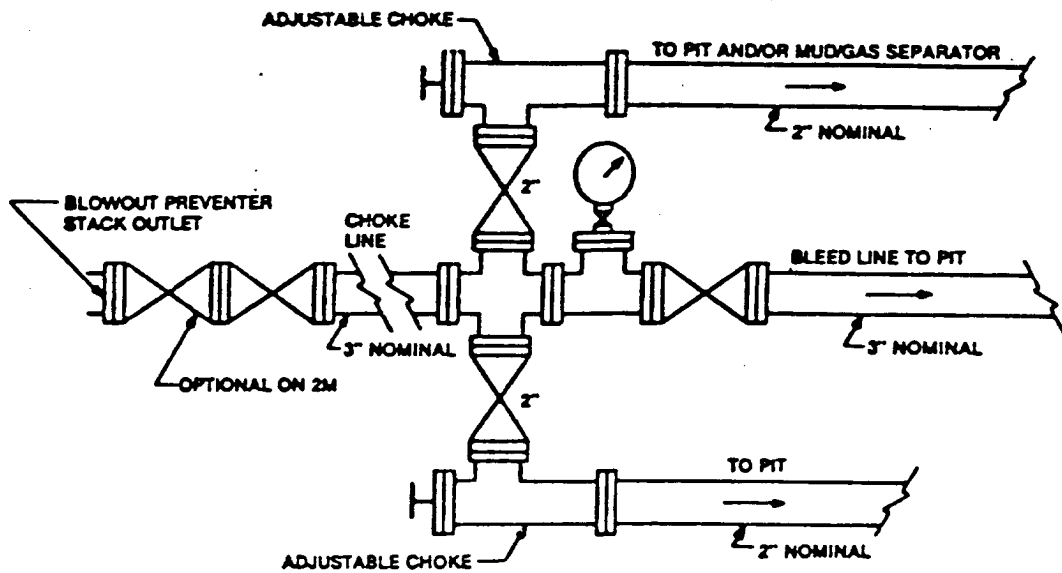 ADJUSTABLE CHOKE
TO PIT AND/OR MUD/GAS SEPARATOR
2" NOMINAL
2"
BLOWOUT PREVENTER
STACK OUTLET
CHOKE
LINE
BLEED LINE TO PIT
3" NOMINAL
3" NOMINAL
OPTIONAL ON 2M
2"
TO PIT
2" NOMINAL
ADJUSTABLE CHOKE